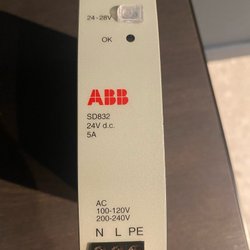 24-28V
OK
ABB
SD832
24V d.c.
5A
AC
100-120V
200-240V
N L PE